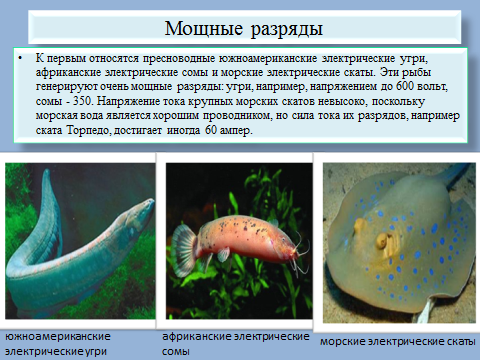 Мощные разряды
• К первым относятся пресноводные южноамериканские электрические угри,
африканские электрические сомы и морские электрические скаты. Эти рыбы
генерируют очень мощные разряды: угри, например, напряжением до 600 вольт,
сомы - 350. Напряжение тока крупных морских скатов невысоко, поскольку
морская вода является хорошим проводником, но сила тока их разрядов, например
ската Торпедо, достигает иногда 60 ампер.
южноамериканские
электрические угри
африканские электрические
сомы
морские электрические скаты